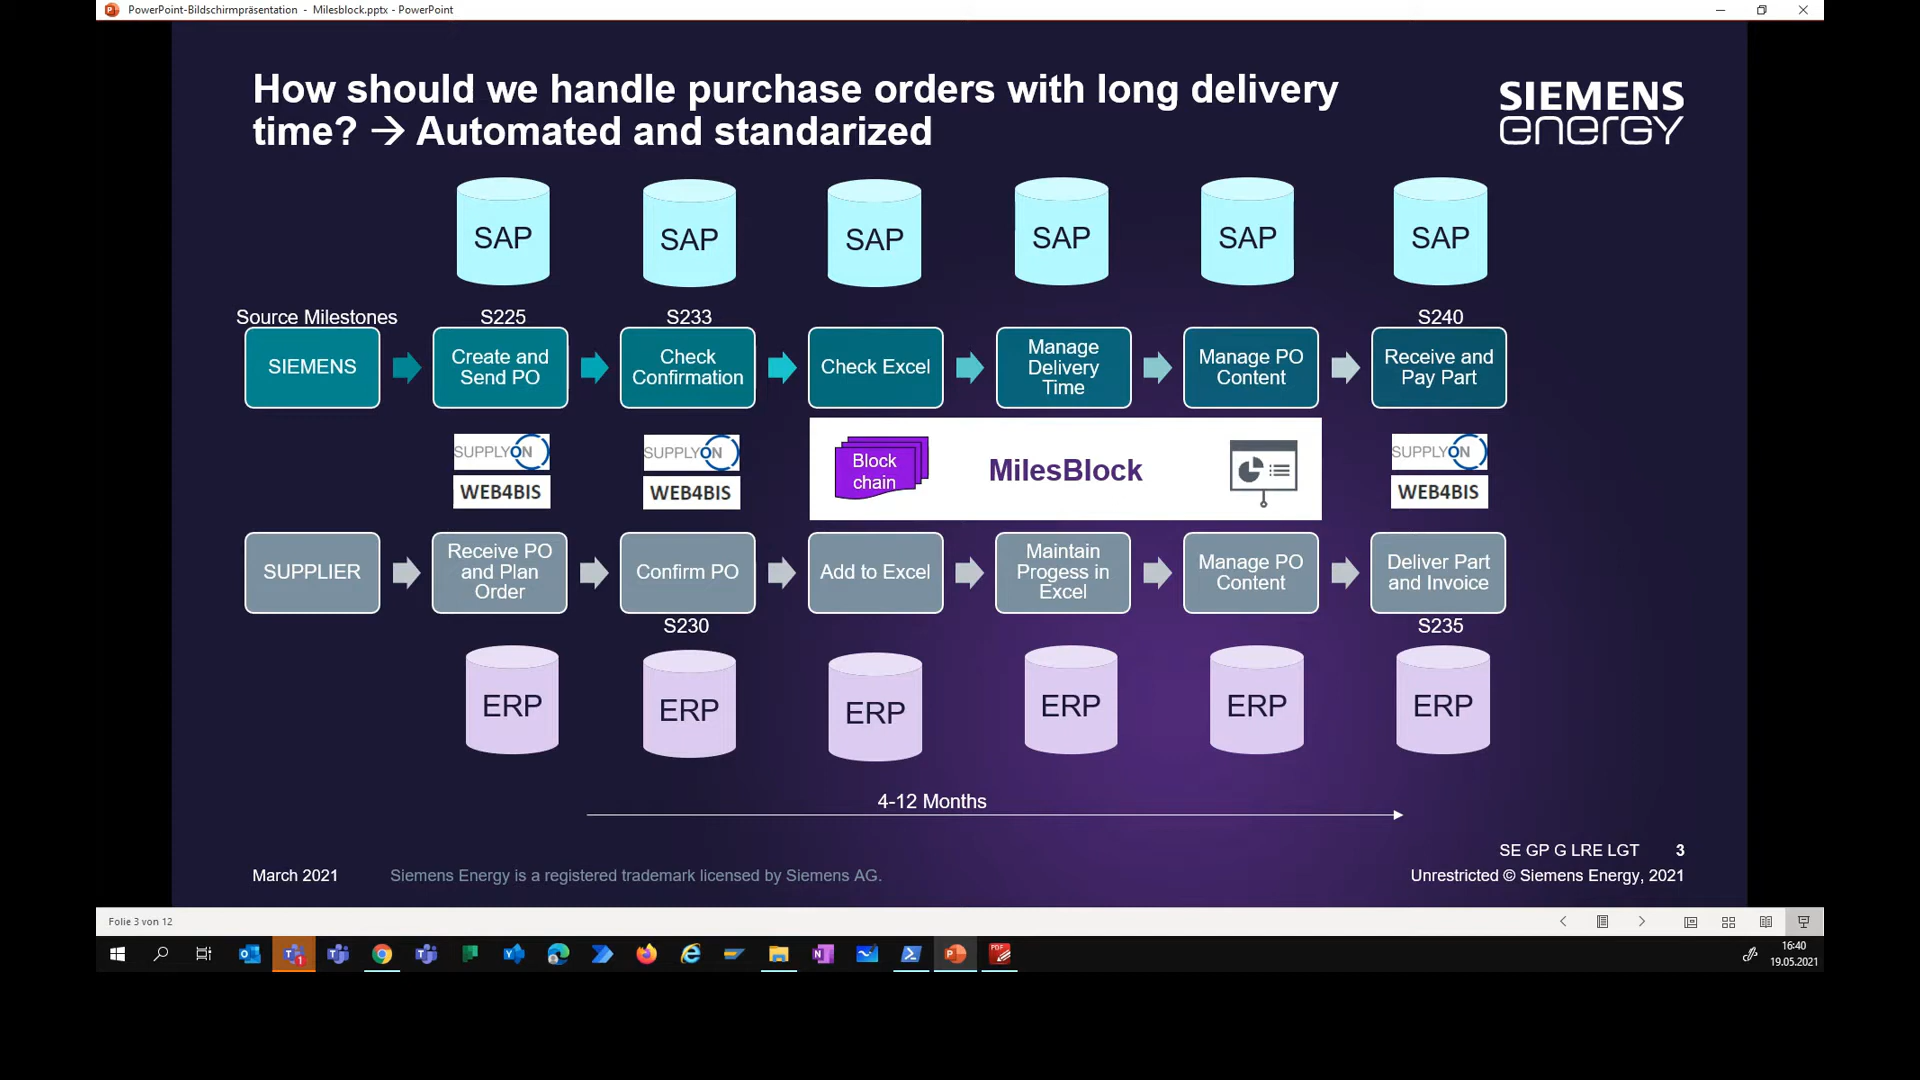 PowerPoint-Bildschirmpräsentation - Milesblock.pptx - PowerPoint
How should we handle purchase orders with long delivery
time? → Automated and standarized
SIEMENS
energy
SAP
SAP
SAP
SAP
SAP
SAP
Source Milestones
S225
S233
S240
SIEMENS
Create and
Send PO
Check
Confirmation
Check Excel
Manage
Delivery
Time
Manage PO
Content
Receive and
Pay Part
SUPPLYON
WEB4BIS
SUPPLYON
WEB4BIS
Block
chain
MilesBlock
SUPPLYON
WEB4BIS
SUPPLIER
Receive PO
and Plan
Order
Confirm PO
Add to Excel
Maintain
Progess in
Excel
Manage PO
Content
Deliver Part
and Invoice
S230
S235
ERP
ERP
ERP
ERP
ERP
ERP
4-12 Months
SE GP G LRE LGT 3
March 2021
Siemens Energy is a registered trademark licensed by Siemens AG.
Unrestricted © Siemens Energy, 2021
Folie 3 von 12
16:40
19.05.2021